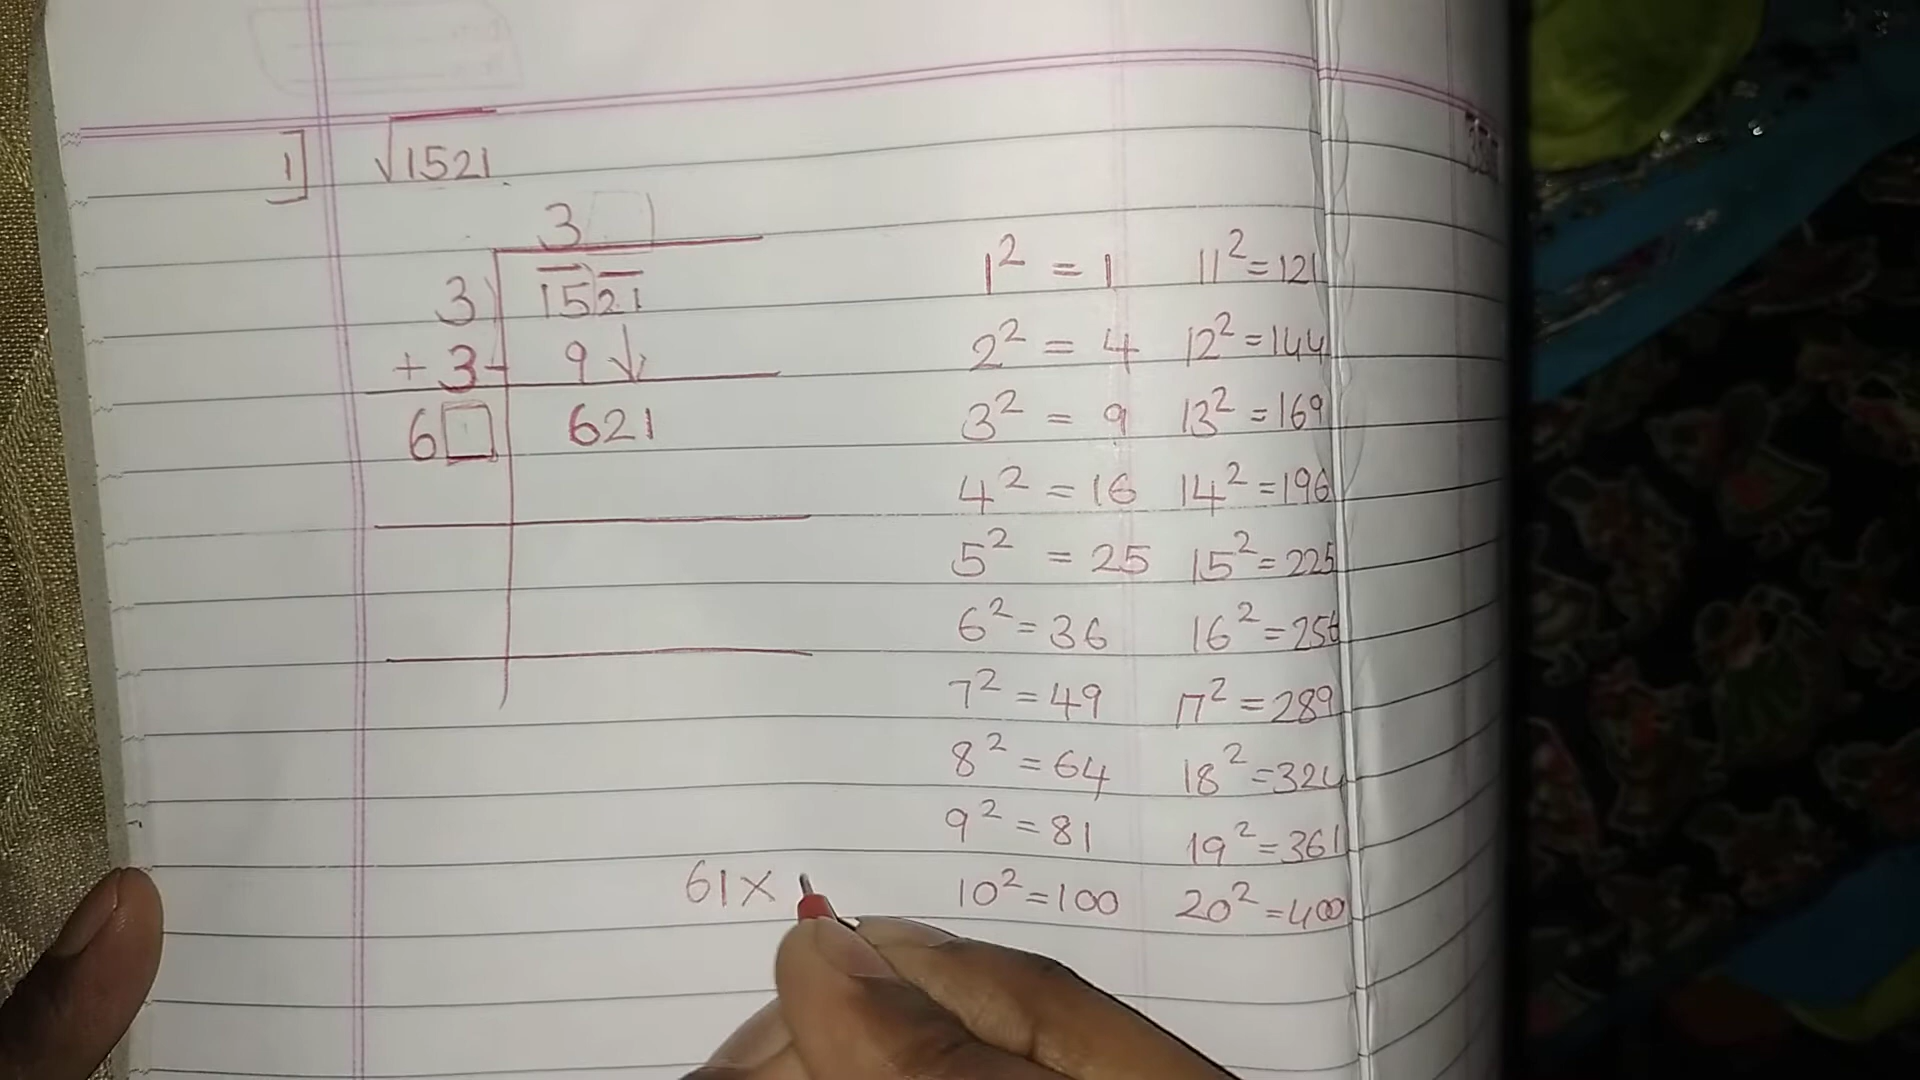 1] √1521
3
3 1521
+ 3 - 9 ↓
6□ 621
1² = 1 11² = 121
2² = 4 12² = 144
3² = 9 13² = 169
4² = 16 14² = 196
5² = 25 15² = 225
6² = 36 16² = 256
7² = 49 17² = 289
8² = 64 18² = 324
9² = 81 19² = 361
10² = 100 20² = 400
61 ×